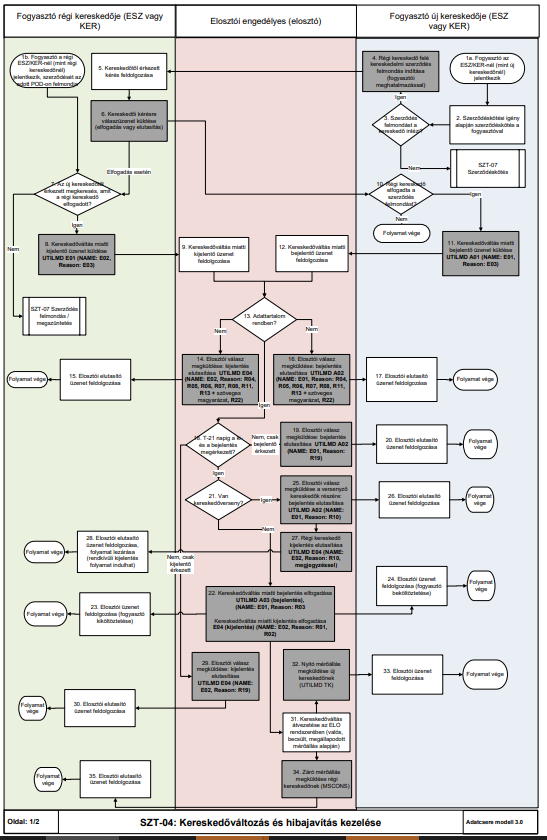 Fogyasztó régi kereskedője (ESZ vagy
KER)
Elosztói engedélyes (elosztó)
Fogyasztó új kereskedője (ESZ
vagy KER)
1b. Fogyasztó a régi
ESZ/KER-nél (mint régi
kereskedőnél)
jelentkezik, szerződését az
adott POD-on felmondja
5. Kereskedőtől érkezett
kérés feldolgozása
4. Régi kereskedő felé
kereskedelmi szerződés
felmondás indítása
(fogyasztói
meghatalmazással)
1a. Fogyasztó az
ESZ/KER-nél (mint új
kereskedőnél)
jelentkezik
6. Kereskedői kérésre
válaszüzenet küldése
(elfogadás vagy elutasítás)
Igen
3. Szerződés
felmondást a
kereskedő intézi?
2. Szerződéskötési igény
alapján szerződéskötés a
fogyasztóval
Nem
SZT-07
Szerződéskötés
Elfogadás esetén
7. Az új kereskedőtől
érkezett megkeresés, amit
a régi kereskedő
elfogadott?
10. Régi kereskedő
elfogadta a
szerződés
felmondást?
Igen
Nem
Igen
Nem
Folyamat vége
8. Kereskedőváltás miatti
kijelentő üzenet küldése
UTILMD E01 (NAME: E02,
Reason: E03)
9. Kereskedőváltás miatti
kijelentő üzenet
feldolgozása
12. Kereskedőváltás miatti
bejelentő üzenet
feldolgozása
11. Kereskedőváltás miatti
bejelentő üzenet küldése
UTILMD A01 (NAME: E01,
Reason: E03)
SZT-07 Szerződés
felmondás /
megszüntetés
13. Adattartalom
rendben?
Nem
Nem
14. Elosztói válasz
megküldése: kijelentés
elutasítása UTILMD E04
(NAME: E02, Reason: R04,
R05, R06, R07, R08, R11,
R13 + szöveges
magyarázat, R22)
16. Elosztói válasz
megküldése: bejelentés
elutasítása UTILMD A02
(NAME: E01, Reason: R04,
R05, R06, R07, R08, R11,
R13 + szöveges
magyarázat, R22)
Folyamat vége
15. Elosztói elutasító
üzenet feldolgozása
17. Elosztói elutasító
üzenet feldolgozása
Folyamat vége
Igen
18. T-21 napig a ki-
és a bejelentés
megérkezett?
Nem, csak
bejelentő
érkezett
19. Elosztói válasz
megküldése: bejelentés
elutasítása UTILMD A02
(NAME: E01, Reason:
R19)
20. Elosztói elutasító
üzenet feldolgozása
Folyamat
vége
Igen
21. Van
kereskedőverseny?
Igen
25. Elosztói válasz
megküldése a versenyző
kereskedők részére:
bejelentés elutasítása
UTILMD A02 (NAME:
E01, Reason: R10)
26. Elosztói elutasító
üzenet feldolgozása
Folyamat
vége
Nem
27. Régi kereskedő
kijelentés elutasítása
UTILMD E04 (NAME:
E02, Reason: R10,
megjegyzéssel)
Folyamat vége
28. Elosztói elutasító
üzenet feldolgozása,
folyamat lezárása
(rendkívüli kijelentés
folyamat indulhat)
Nem, csak
kijelentő
érkezett
22. Kereskedőváltás miatti bejelentés elfogadása
UTILMD A03 (bejelentés),
(NAME: E01, Reason: R03
Kereskedőváltás miatti kijelentés elfogadása
E04 (kijelentés) (NAME: E02, Reason: R01,
R02)
24. Elosztói üzenet
feldolgozása (fogyasztó
beköltöztetése)
Folyamat
vége
Folyamat
vége
23. Elosztói üzenet
feldolgozása (fogyasztó
kiköltöztetése)
29. Elosztói válasz
megküldése: kijelentés
elutasítása
UTILMD E04 (NAME:
E02, Reason: R19)
32. Nyitó mérőállás
megküldése új
kereskedőnek
(UTILMD TK)
33. Elosztói üzenet
feldolgozása
Folyamat
vége
Folyamat
vége
30. Elosztói elutasító
üzenet feldolgozása
31. Kereskedőváltás
átvezetése az ELO
rendszerében (valós,
becsült, megállapodott
mérőállás alapján)
Folyamat
vége
35. Elosztói elutasító
üzenet feldolgozása
34. Záró mérőállás
megküldése régi
kereskedőnek
(MSCONS)
Oldal: 1/2
SZT-04: Kereskedőváltozás és hibajavítás kezelése
Adatcsere modell 3.0